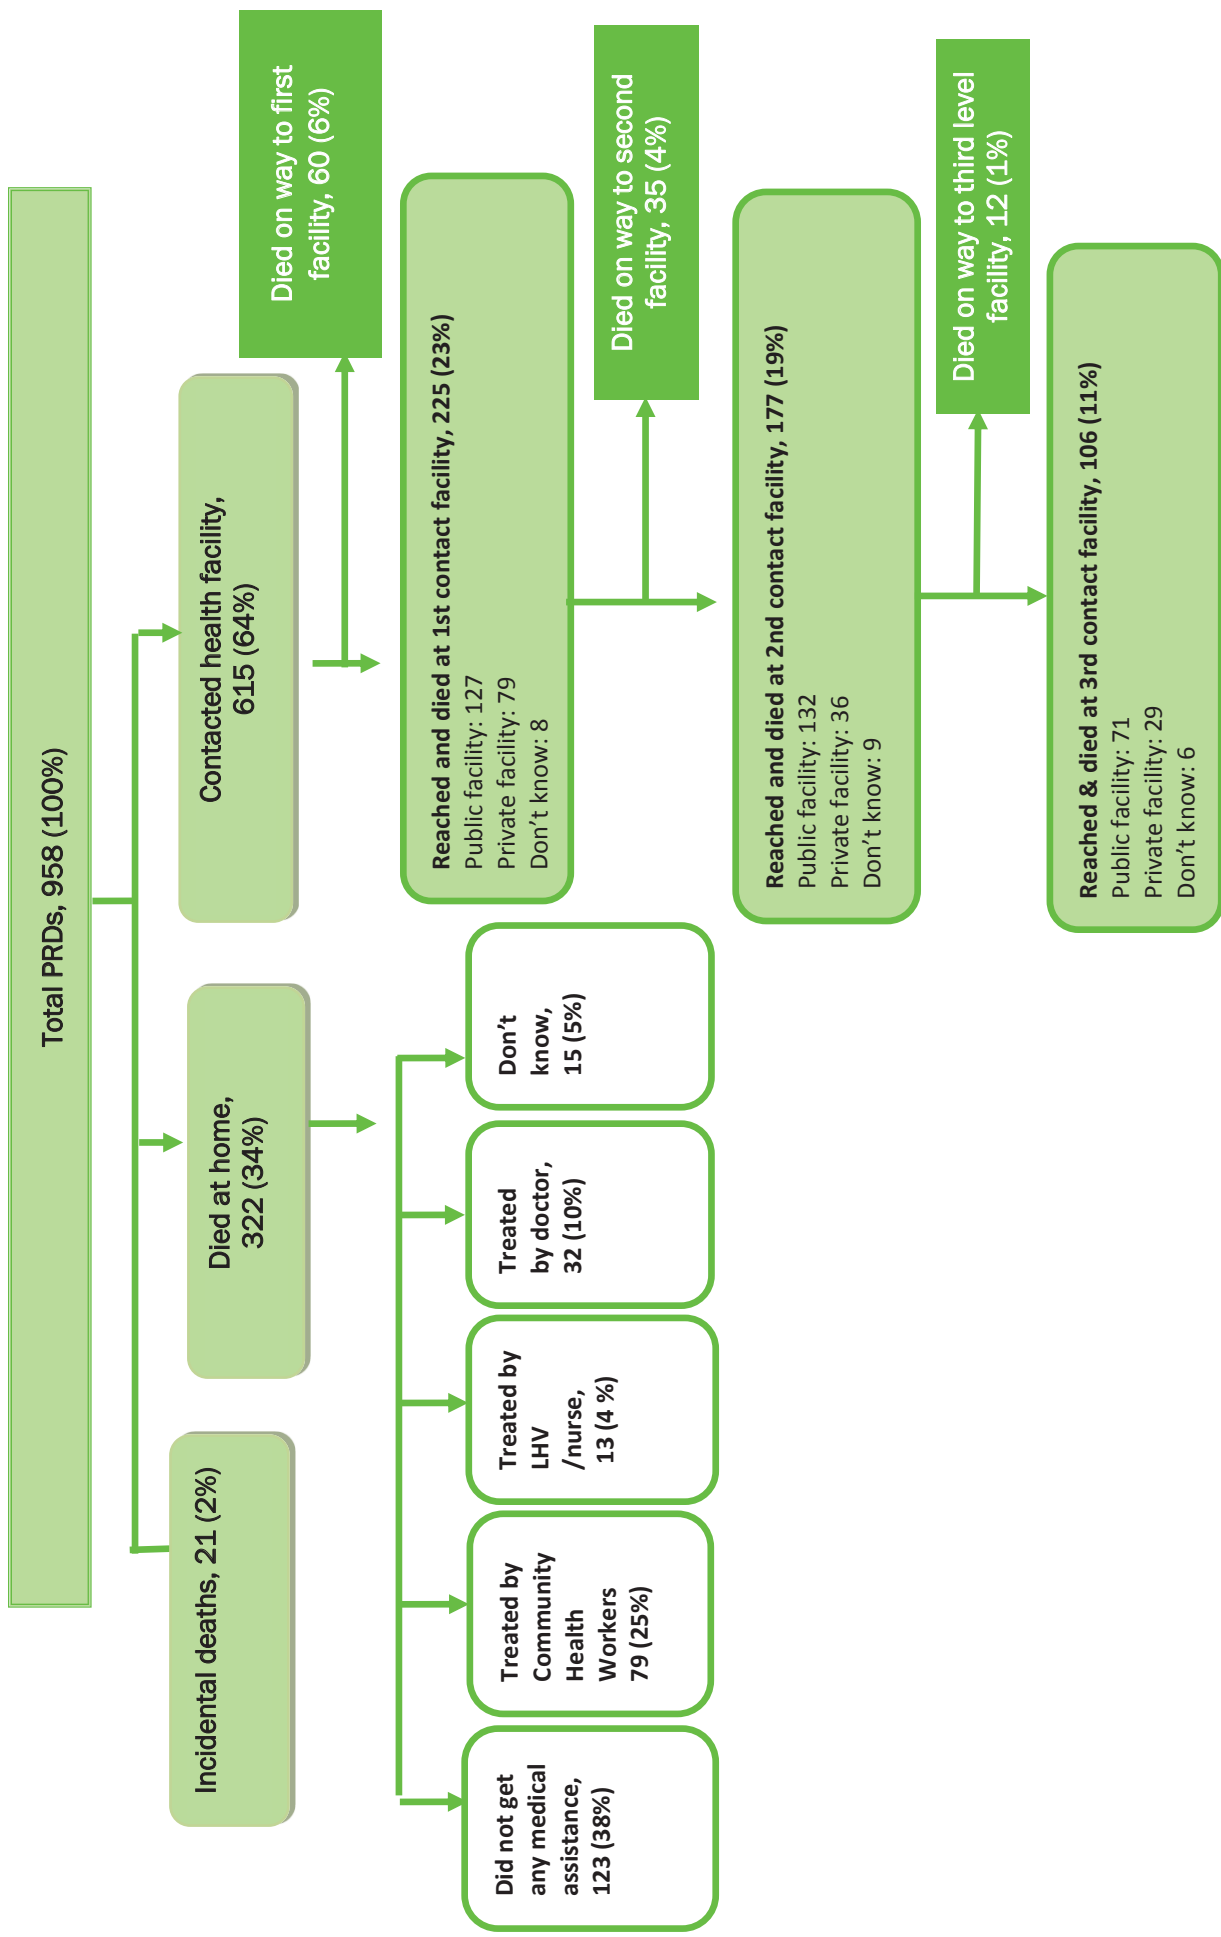 Total PRDs, 958 (100%)
Incidental deaths, 21 (2%)
Died at home,
322 (34%)
Contacted health facility,
615 (64%)
Died on way to first
facility, 60 (6%)
Did not get
any medical
assistance,
123 (38%)
Treated by
Community
Health
Workers
79 (25%)
Treated by
LHV
/nurse,
13 (4 %)
Treated
by doctor,
32 (10%)
Don’t
know,
15 (5%)
Reached and died at 1st contact facility, 225 (23%)
Public facility: 127
Private facility: 79
Don’t know: 8
Died on way to second
facility, 35 (4%)
Reached and died at 2nd contact facility, 177 (19%)
Public facility: 132
Private facility: 36
Don’t know: 9
Died on way to third level
facility, 12 (1%)
Reached & died at 3rd contact facility, 106 (11%)
Public facility: 71
Private facility: 29
Don’t know: 6